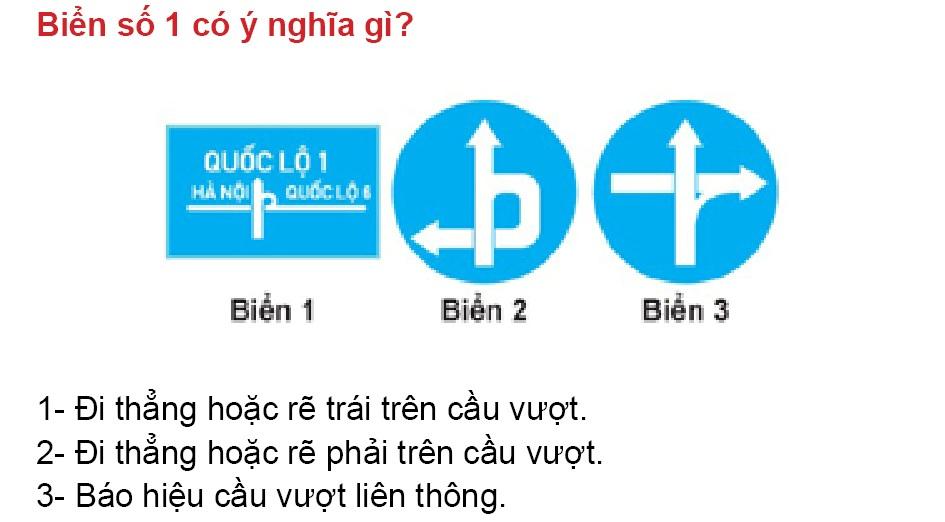 Biển số 1 có ý nghĩa gì?
QUỐC LỘ 1
HÀ NỘI QUỐC LỘ 6
Biển 1 Biển 2 Biển 3
1- Đi thẳng hoặc rẽ trái trên cầu vượt.
2- Đi thẳng hoặc rẽ phải trên cầu vượt.
3- Báo hiệu cầu vượt liên thông.